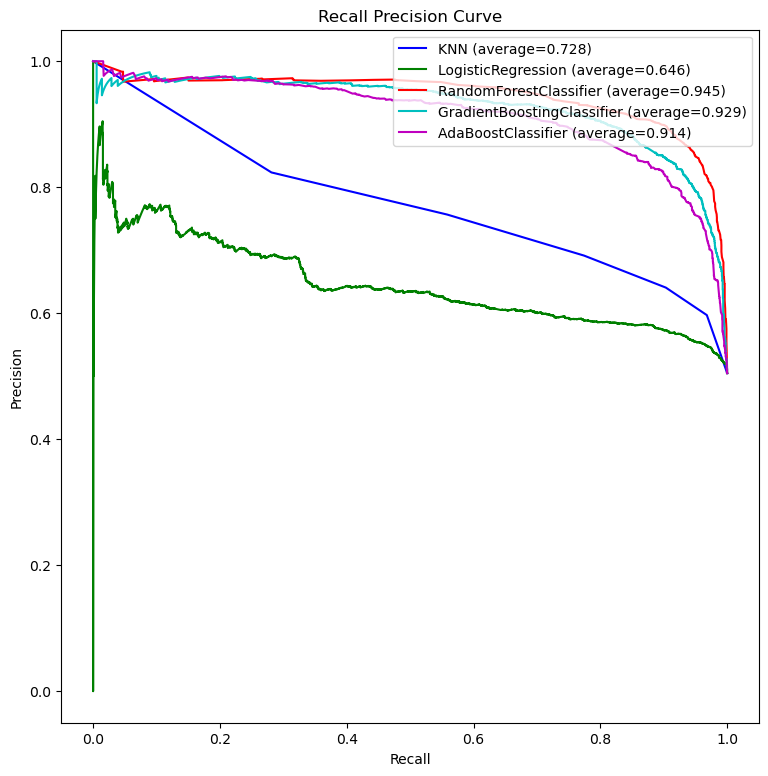 Recall Precision Curve
KNN (average=0.728)
LogisticRegression (average=0.646)
RandomForestClassifier (average=0.945)
GradientBoostingClassifier (average=0.929)
AdaBoostClassifier (average=0.914)
1.0
0.8
0.6
0.4
0.2
0.0
Precision
0.0 0.2 0.4 0.6 0.8 1.0
Recall